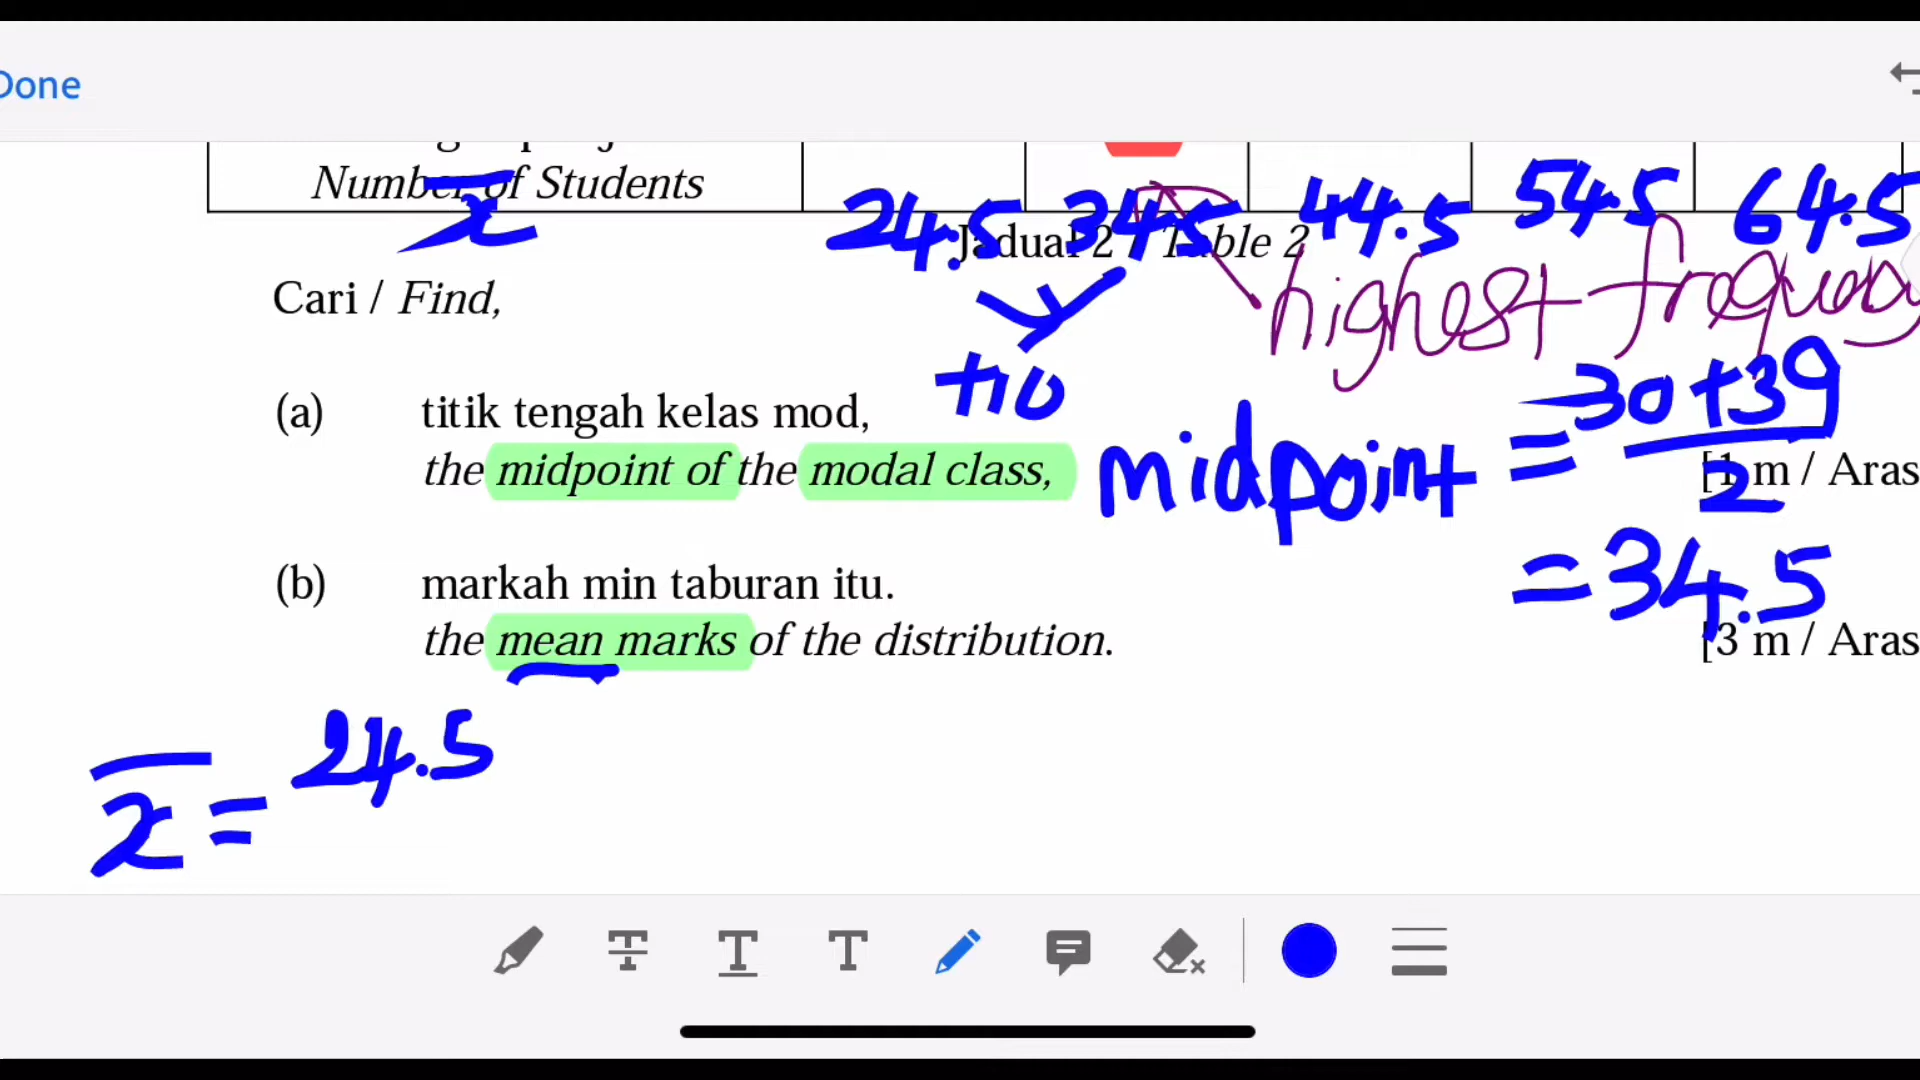 Done
Number of Students
x̄
24.5 34.5 44.5 54.5 64.5
Jadual 2 / Table 2
Cari / Find,
highest frequency
+10
(a) titik tengah kelas mod,
the midpoint of the modal class,
midpoint = 30+39
2
[1 m / Aras
= 34.5
(b) markah min taburan itu.
the mean marks of the distribution.
[3 m / Aras
x̄ = 24.5